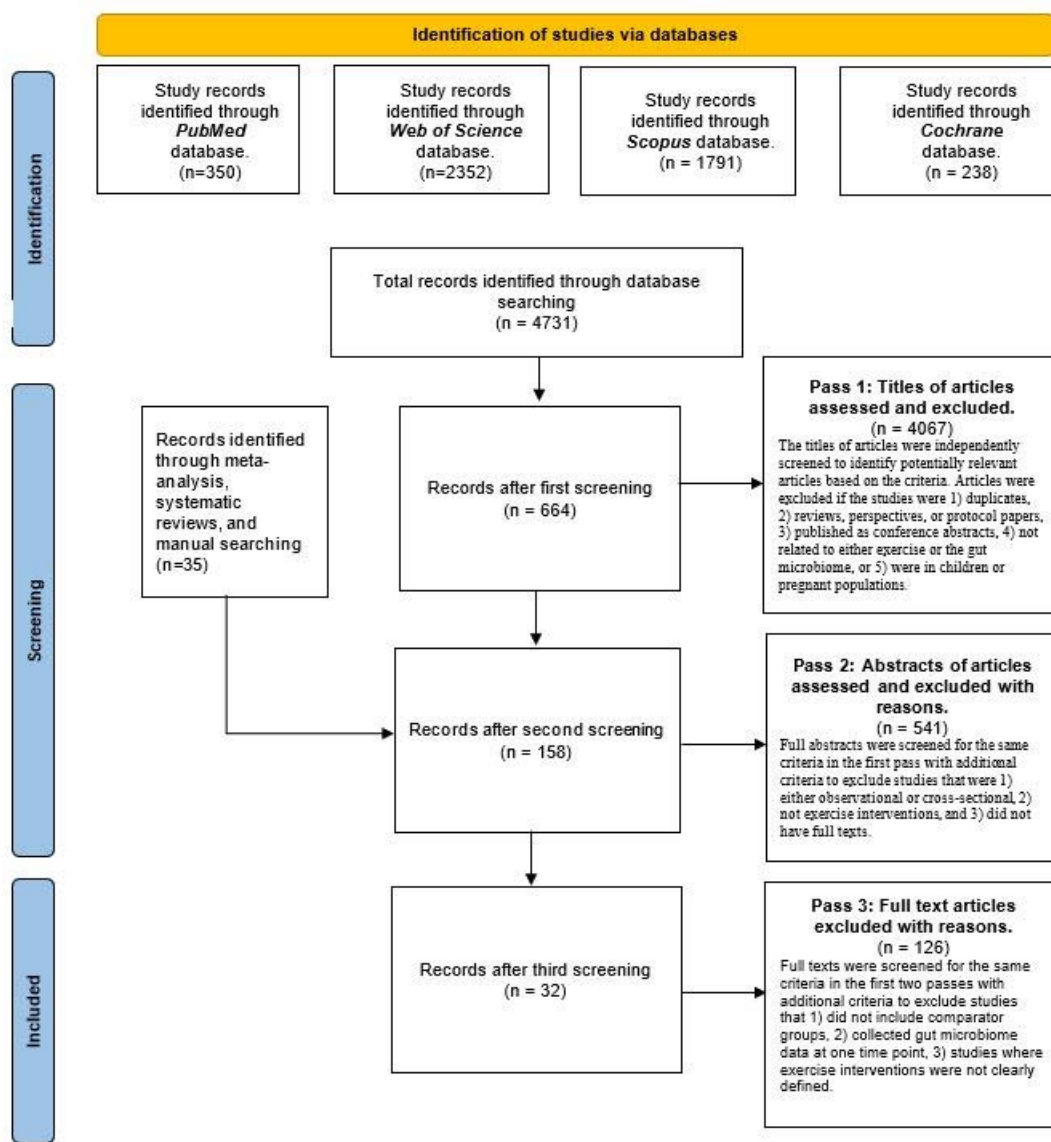 Identification of studies via databases
Identification
Study records
identified through
PubMed
database.
(n=350)
Study records
identified through
Web of Science
database.
(n=2352)
Study records
identified through
Scopus database.
(n = 1791)
Study records
identified through
Cochrane
database.
(n = 238)
Total records identified through database
searching
(n = 4731)
Screening
Records identified
through meta-
analysis,
systematic
reviews, and
manual searching
(n=35)
Records after first screening
(n = 664)
Pass 1: Titles of articles
assessed and excluded.
(n = 4067)
The titles of articles were independently
screened to identify potentially relevant
articles based on the criteria. Articles were
excluded if the studies were 1) duplicates,
2) reviews, perspectives, or protocol papers,
3) published as conference abstracts, 4) not
related to either exercise or the gut
microbiome, or 5) were in children or
pregnant populations.
Records after second screening
(n = 158)
Pass 2: Abstracts of articles
assessed and excluded with
reasons.
(n = 541)
Full abstracts were screened for the same
criteria in the first pass with additional
criteria to exclude studies that were 1)
either observational or cross-sectional, 2)
not exercise interventions, and 3) did not
have full texts.
Included
Records after third screening
(n = 32)
Pass 3: Full text articles
excluded with reasons.
(n = 126)
Full texts were screened for the same
criteria in the first two passes with
additional criteria to exclude studies
that 1) did not include comparator
groups, 2) collected gut microbiome
data at one time point, 3) studies where
exercise interventions were not clearly
defined.